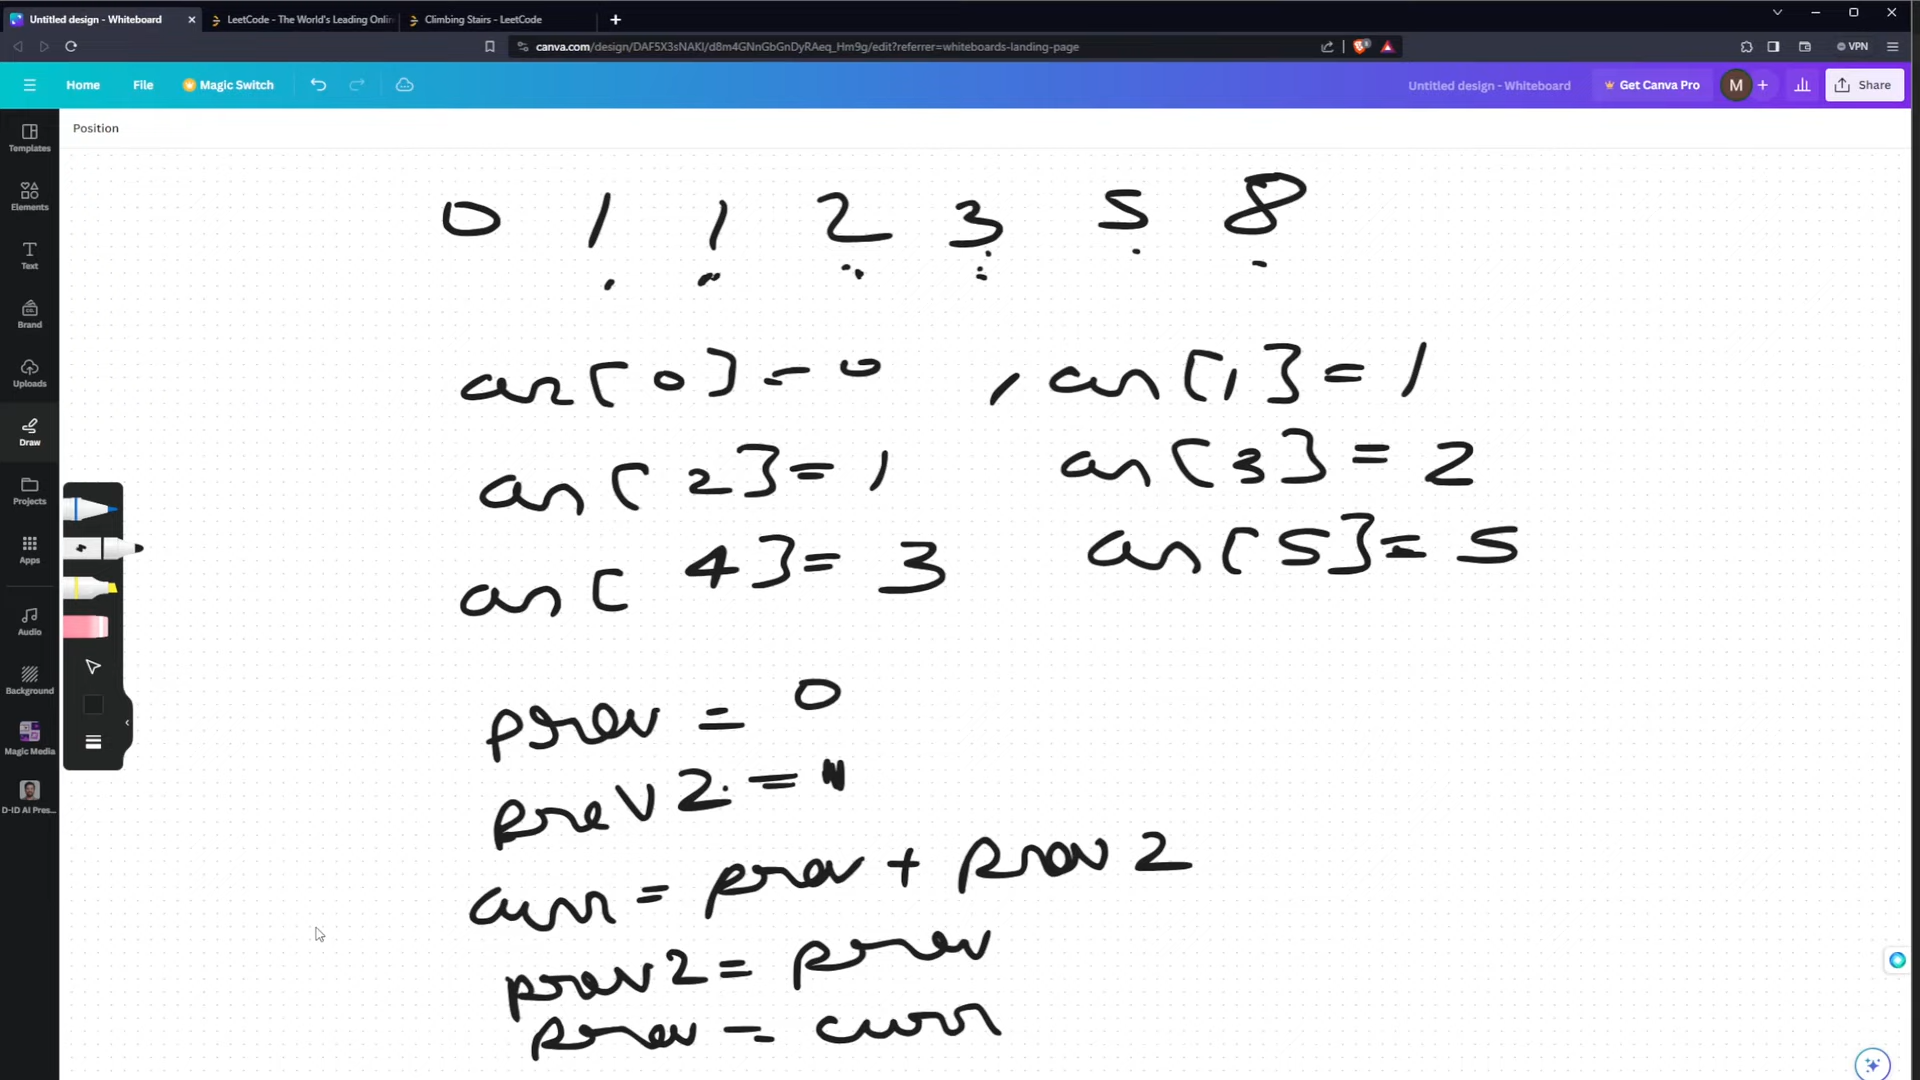 Untitled design - Whiteboard
LeetCode - The World's Leading Onlin
Climbing Stairs - LeetCode
canva.com/design/DAF5X3sNAKI/d8m4GNnGbGnDyRAeq_Hm9g/edit?referrer=whiteboards-landing-page
VPN
Home File Magic Switch
Untitled design - Whiteboard
Get Canva Pro
M
Share
Position
Templates
Elements
Text
Brand
Uploads
Draw
Projects
Apps
Audio
Background
Magic Media
D-ID AI Pres...
0 1 1 2 3 5 8
arr[0] = 0 , arr[1] = 1
arr[2] = 1 arr[3] = 2
arr[4] = 3 arr[5] = 5
prev = 0
prev2 =
curr = prev + prev2
prev2 = prev
prev = curr